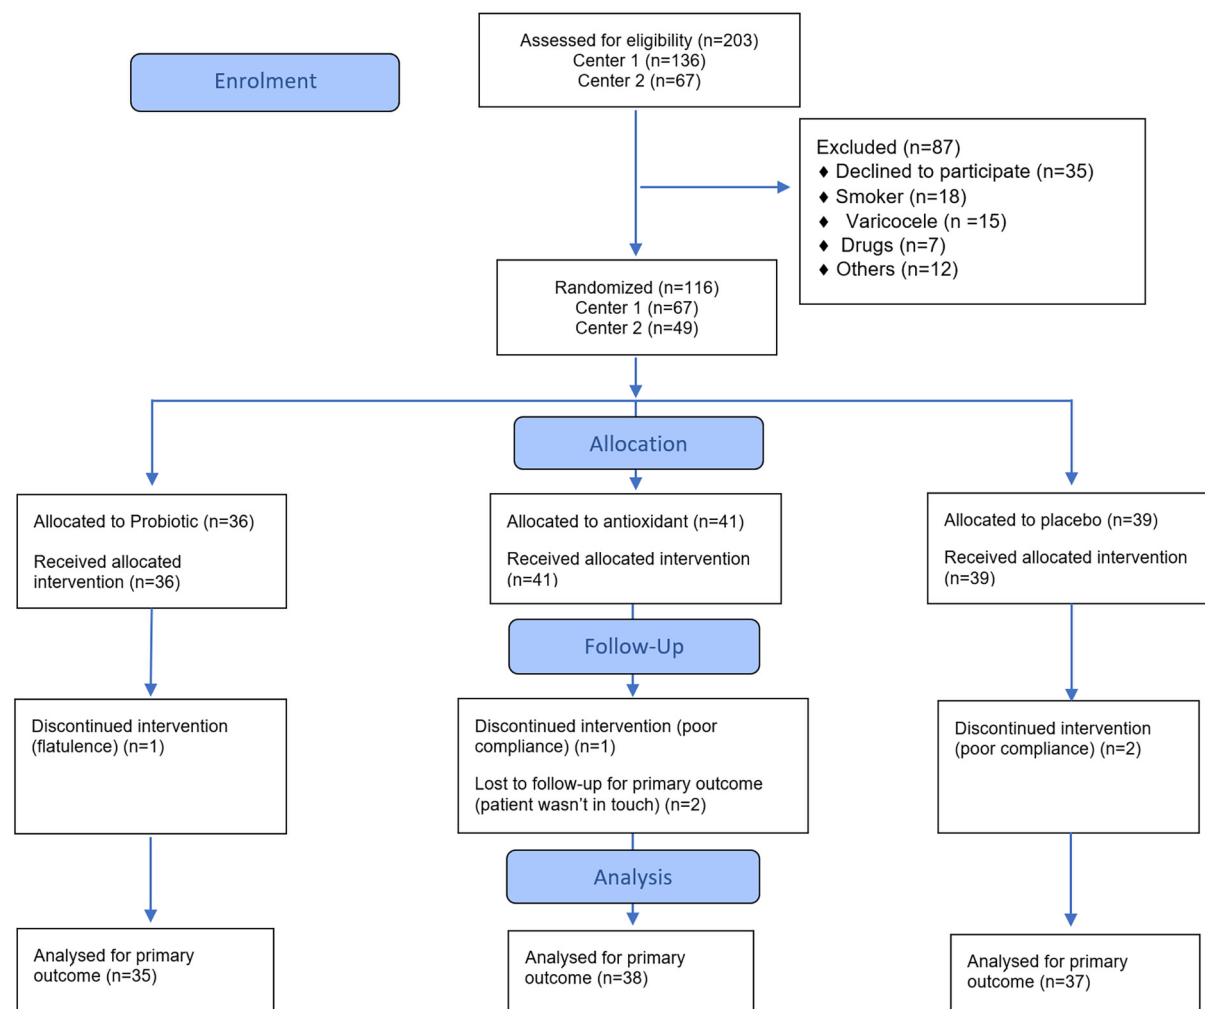 Assessed for eligibility (n=203)
Center 1 (n=136)
Center 2 (n=67)
Enrolment
Excluded (n=87)
♦ Declined to participate (n=35)
♦ Smoker (n=18)
♦ Varicocele (n =15)
♦ Drugs (n=7)
♦ Others (n=12)
Randomized (n=116)
Center 1 (n=67)
Center 2 (n=49)
Allocation
Allocated to Probiotic (n=36)
Received allocated
intervention (n=36)
Allocated to antioxidant (n=41)
Received allocated intervention
(n=41)
Allocated to placebo (n=39)
Received allocated intervention
(n=39)
Follow-Up
Discontinued intervention
(flatulence) (n=1)
Discontinued intervention (poor
compliance) (n=1)
Lost to follow-up for primary outcome
(patient wasn’t in touch) (n=2)
Discontinued intervention
(poor compliance) (n=2)
Analysis
Analysed for primary
outcome (n=35)
Analysed for primary
outcome (n=38)
Analysed for primary
outcome (n=37)